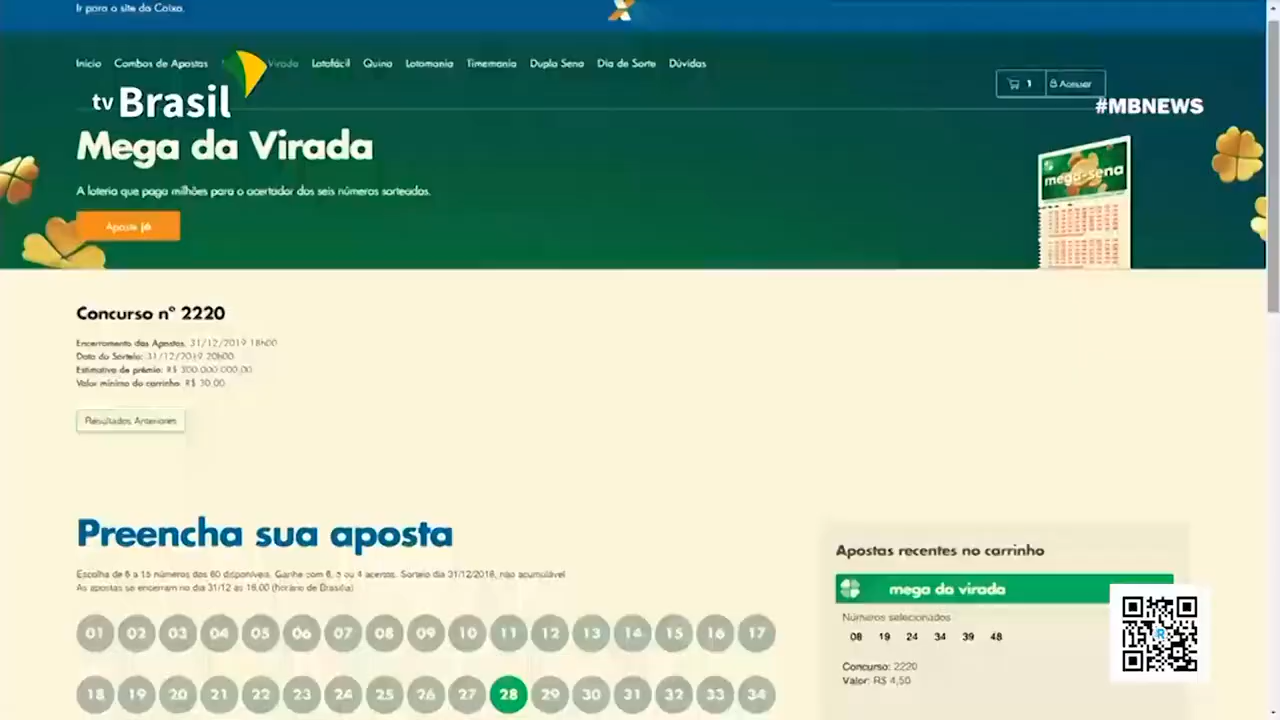 Ir para o site da Caixa.
Início Combos de Apostas Virada Lotofácil Quina Lotomania Timemania Dupla Sena Dia de Sorte Dúvidas
1 Acessar
tv Brasil
#MBNEWS
Mega da Virada
mega-sena
A loteria que paga milhões para o acertador dos seis números sorteados.
Aposte já
Concurso nº 2220
Encerramento das Apostas: 31/12/2019 18h00
Data do Sorteio: 31/12/2019 20h00
Estimativa de prêmio: R$ 300.000.000,00
Valor mínimo do carrinho: R$ 30,00
Resultados Anteriores
Preencha sua aposta
Escolha de 6 a 15 números dos 60 disponíveis. Ganhe com 6, 5 ou 4 acertos. Sorteio dia 31/12/2019, não acumulável
As apostas se encerram no dia 31/12 às 18:00 (horário de Brasília)
01 02 03 04 05 06 07 08 09 10 11 12 13 14 15 16 17
18 19 20 21 22 23 24 25 26 27 28 29 30 31 32 33 34
Apostas recentes no carrinho
mega da virada
Números selecionados
08 19 24 34 39 48
Concurso: 2220
Valor: R$ 4,50